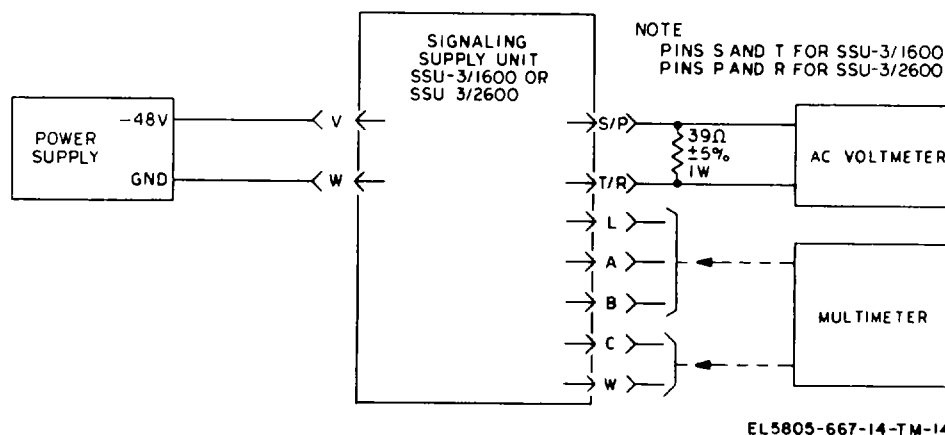 NOTE
PINS S AND T FOR SSU-3/1600
PINS P AND R FOR SSU-3/2600
SIGNALING
SUPPLY UNIT
SSU-3/1600 OR
SSU 3/2600
POWER
SUPPLY
-48V
GND
V
W
S/P
T/R
L
A
B
C
W
39Ω
±5%
1W
AC VOLTMETER
MULTIMETER
EL5805-667-14-TM-14